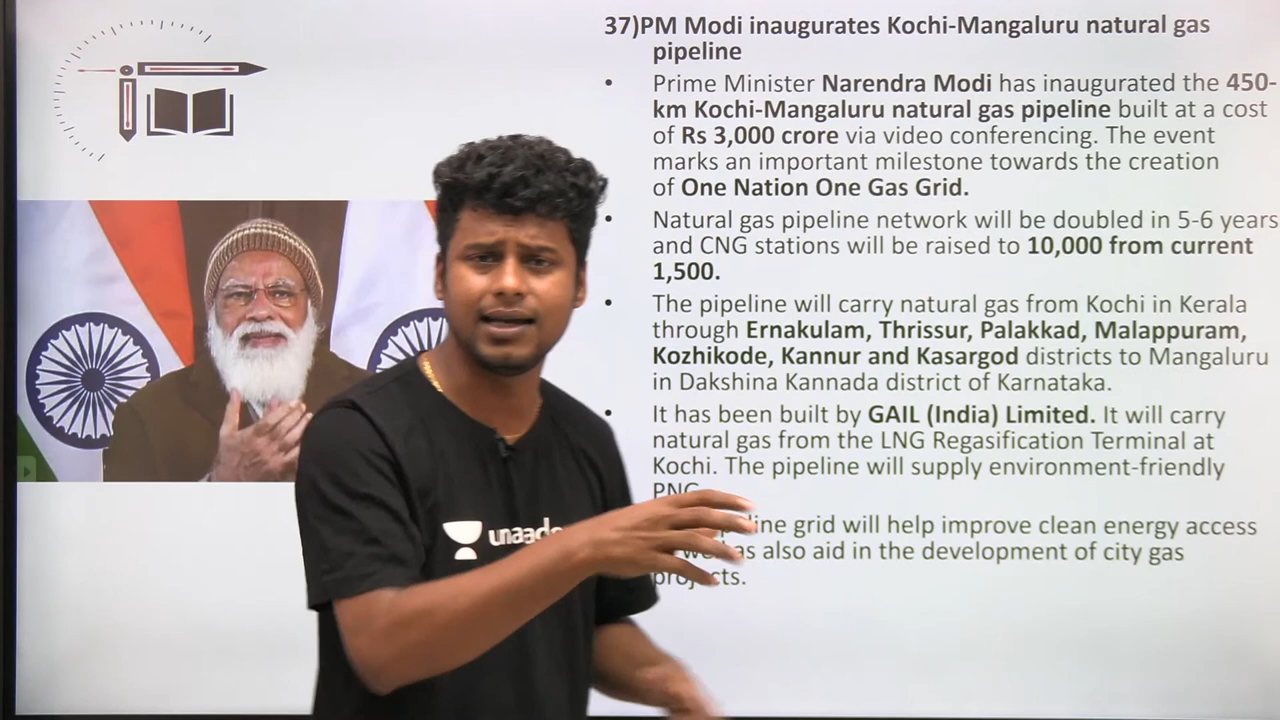 37)PM Modi inaugurates Kochi-Mangaluru natural gas
pipeline
• Prime Minister Narendra Modi has inaugurated the 450-
km Kochi-Mangaluru natural gas pipeline built at a cost
of Rs 3,000 crore via video conferencing. The event
marks an important milestone towards the creation
of One Nation One Gas Grid.
• Natural gas pipeline network will be doubled in 5-6 years
and CNG stations will be raised to 10,000 from current
1,500.
• The pipeline will carry natural gas from Kochi in Kerala
through Ernakulam, Thrissur, Palakkad, Malappuram,
Kozhikode, Kannur and Kasargod districts to Mangaluru
in Dakshina Kannada district of Karnataka.
• It has been built by GAIL (India) Limited. It will carry
natural gas from the LNG Regasification Terminal at
Kochi. The pipeline will supply environment-friendly
PNG
grid will help improve clean energy access
as also aid in the development of city gas
projects.